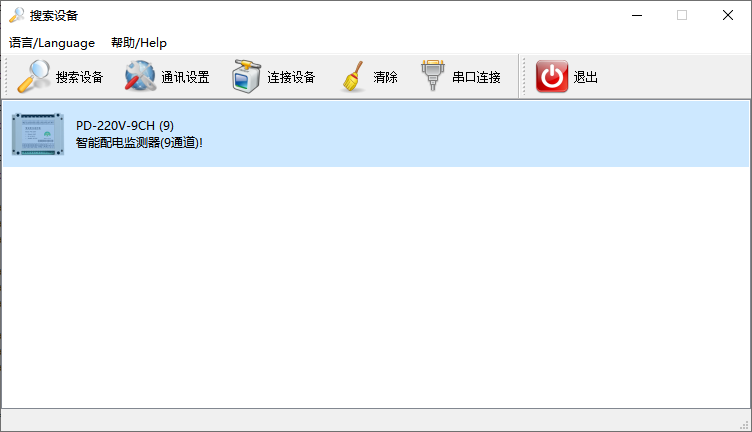 搜索设备
语言/Language 帮助/Help
搜索设备 通讯设置 连接设备 清除 串口连接 退出
PD-220V-9CH (9)
智能配电监测器(9通道)!